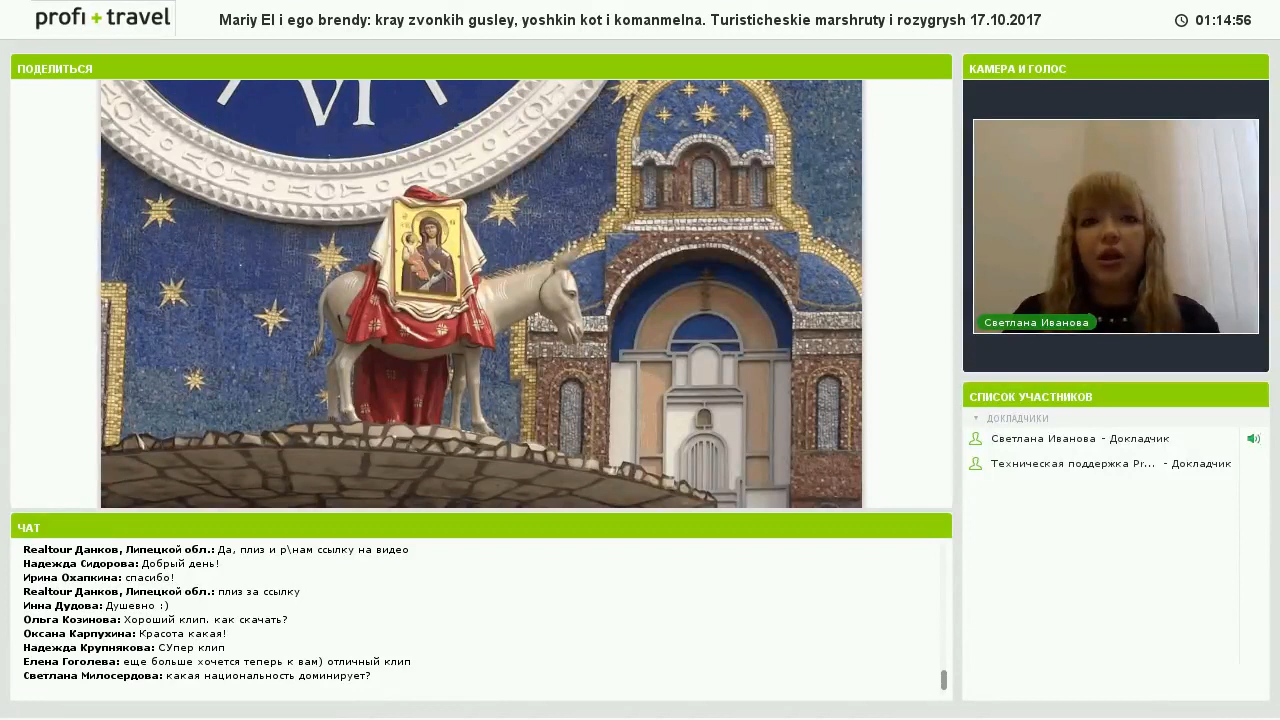 profi + travel
Mariy El i ego brendy: kray zvonkih gusley, yoshkin kot i komanmelna. Turisticheskie marshruty i rozygrysh 17.10.2017
01:14:56
ПОДЕЛИТЬСЯ
VI
КАМЕРА И ГОЛОС
Светлана Иванова
СПИСОК УЧАСТНИКОВ
ДОКЛАДЧИКИ
Светлана Иванова - Докладчик
Техническая поддержка Pr... - Докладчик
ЧАТ
Realtour Данков, Липецкой обл.: Да, плиз и р\нам ссылку на видео
Надежда Сидорова: Добрый день!
Ирина Охапкина: спасибо!
Realtour Данков, Липецкой обл.: плиз за ссылку
Инна Дудова: Душевно :)
Ольга Козинова: Хороший клип. как скачать?
Оксана Карпухина: Красота какая!
Надежда Крупнякова: СУпер клип
Елена Гоголева: еще больше хочется теперь к вам) отличный клип
Светлана Милосердова: какая национальность доминирует?